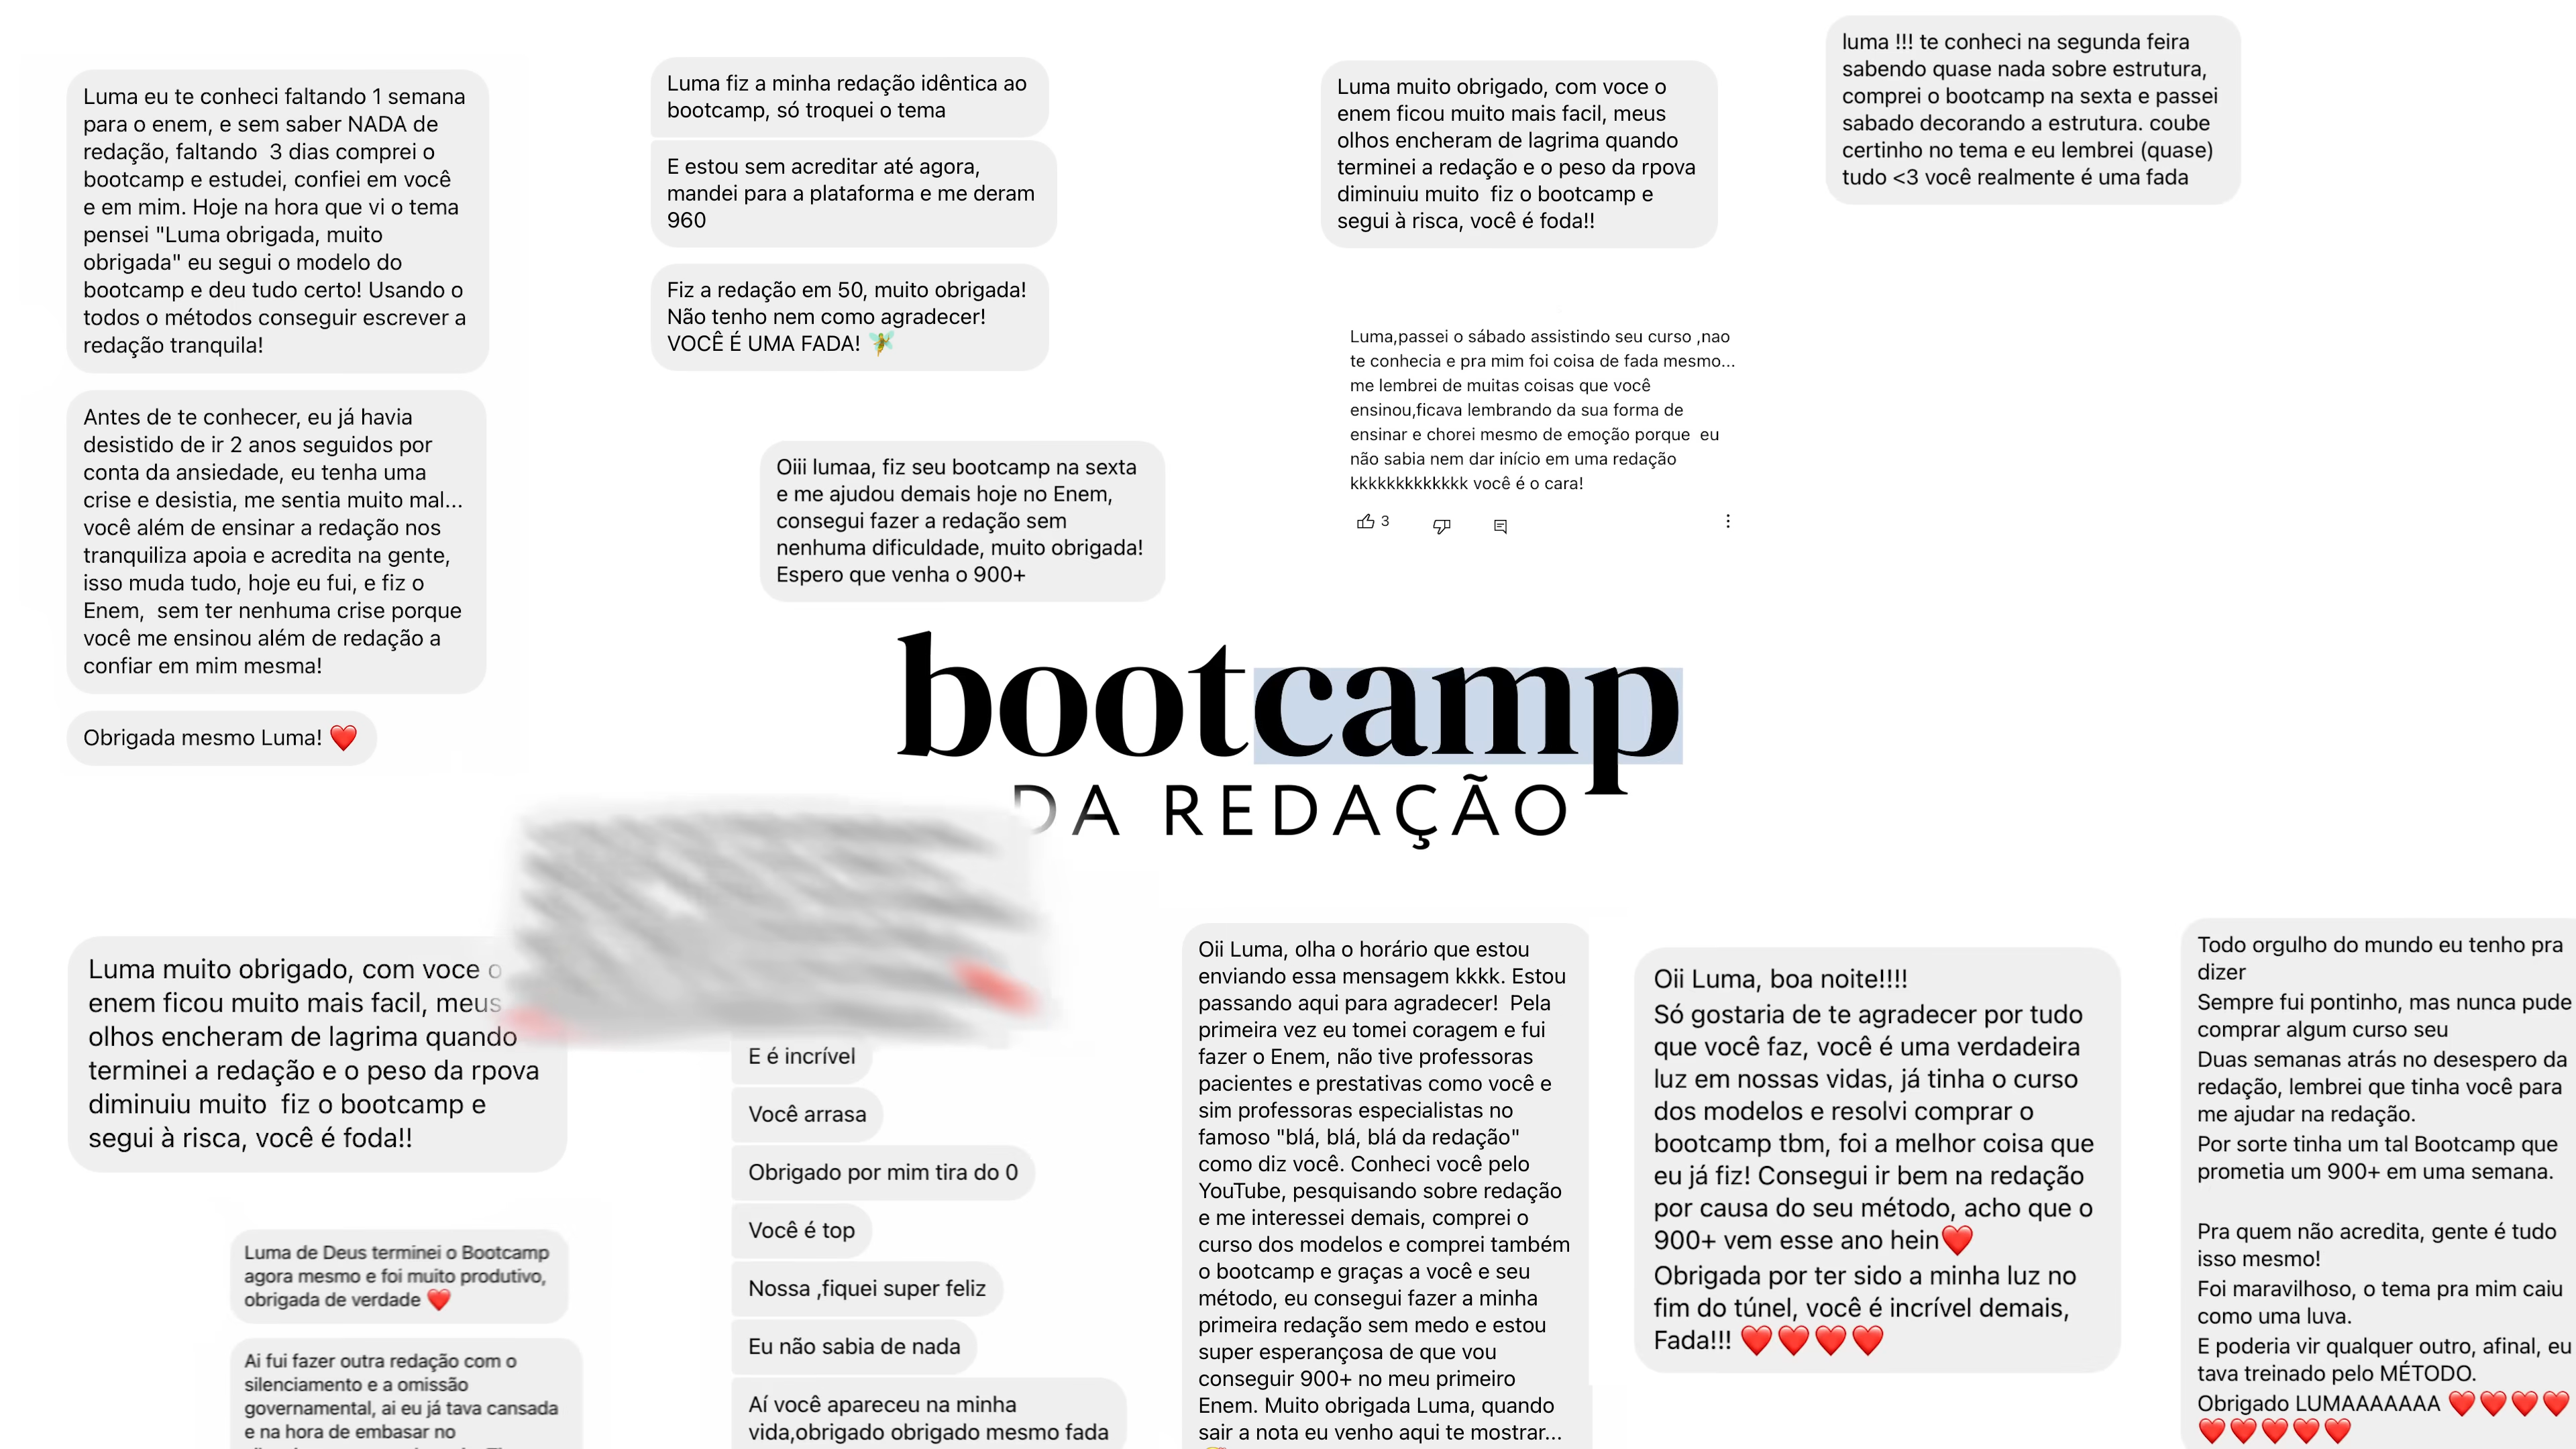 Luma eu te conheci faltando 1 semana
para o enem, e sem saber NADA de
redação, faltando  3 dias comprei o
bootcamp e estudei, confiei em você
e em mim. Hoje na hora que vi o tema
pensei "Luma obrigada, muito
obrigada" eu segui o modelo do
bootcamp e deu tudo certo! Usando o
todos o métodos conseguir escrever a
redação tranquila!
Antes de te conhecer, eu já havia
desistido de ir 2 anos seguidos por
conta da ansiedade, eu tenha uma
crise e desistia, me sentia muito mal...
você além de ensinar a redação nos
tranquiliza apoia e acredita na gente,
isso muda tudo, hoje eu fui, e fiz o
Enem,  sem ter nenhuma crise porque
você me ensinou além de redação a
confiar em mim mesma!
Obrigada mesmo Luma! ❤️
Luma fiz a minha redação idêntica ao
bootcamp, só troquei o tema
E estou sem acreditar até agora,
mandei para a plataforma e me deram
960
Fiz a redação em 50, muito obrigada!
Não tenho nem como agradecer!
VOCÊ É UMA FADA! 🧚
Oiii lumaa, fiz seu bootcamp na sexta
e me ajudou demais hoje no Enem,
consegui fazer a redação sem
nenhuma dificuldade, muito obrigada!
Espero que venha o 900+
Luma muito obrigado, com voce o
enem ficou muito mais facil, meus
olhos encheram de lagrima quando
terminei a redação e o peso da rpova
diminuiu muito  fiz o bootcamp e
segui à risca, você é foda!!
Luma,passei o sábado assistindo seu curso ,nao
te conhecia e pra mim foi coisa de fada mesmo...
me lembrei de muitas coisas que você
ensinou,ficava lembrando da sua forma de
ensinar e chorei mesmo de emoção porque  eu
não sabia nem dar início em uma redação
kkkkkkkkkkkkk você é o cara!
3
luma !!! te conheci na segunda feira
sabendo quase nada sobre estrutura,
comprei o bootcamp na sexta e passei
sabado decorando a estrutura. coube
certinho no tema e eu lembrei (quase)
tudo <3 você realmente é uma fada
bootcamp
DA REDAÇÃO
Luma muito obrigado, com voce o
enem ficou muito mais facil, meus
olhos encheram de lagrima quando
terminei a redação e o peso da rpova
diminuiu muito  fiz o bootcamp e
segui à risca, você é foda!!
Luma de Deus terminei o Bootcamp
agora mesmo e foi muito produtivo,
obrigada de verdade ❤️
Ai fui fazer outra redação com o
silenciamento e a omissão
governamental, ai eu já tava cansada
e na hora de embasar no
E é incrível
Você arrasa
Obrigado por mim tira do 0
Você é top
Nossa ,fiquei super feliz
Eu não sabia de nada
Aí você apareceu na minha
vida,obrigado obrigado mesmo fada
Oii Luma, olha o horário que estou
enviando essa mensagem kkkk. Estou
passando aqui para agradecer!  Pela
primeira vez eu tomei coragem e fui
fazer o Enem, não tive professoras
pacientes e prestativas como você e
sim professoras especialistas no
famoso "blá, blá, blá da redação"
como diz você. Conheci você pelo
YouTube, pesquisando sobre redação
e me interessei demais, comprei o
curso dos modelos e comprei também
o bootcamp e graças a você e seu
método, eu consegui fazer a minha
primeira redação sem medo e estou
super esperançosa de que vou
conseguir 900+ no meu primeiro
Enem. Muito obrigada Luma, quando
sair a nota eu venho aqui te mostrar...
Oii Luma, boa noite!!!!
Só gostaria de te agradecer por tudo
que você faz, você é uma verdadeira
luz em nossas vidas, já tinha o curso
dos modelos e resolvi comprar o
bootcamp tbm, foi a melhor coisa que
eu já fiz! Consegui ir bem na redação
por causa do seu método, acho que o
900+ vem esse ano hein❤️
Obrigada por ter sido a minha luz no
fim do túnel, você é incrível demais,
Fada!!! ❤️❤️❤️❤️
Todo orgulho do mundo eu tenho pra
dizer
Sempre fui pontinho, mas nunca pude
comprar algum curso seu
Duas semanas atrás no desespero da
redação, lembrei que tinha você para
me ajudar na redação.
Por sorte tinha um tal Bootcamp que
prometia um 900+ em uma semana.
Pra quem não acredita, gente é tudo
isso mesmo!
Foi maravilhoso, o tema pra mim caiu
como uma luva.
E poderia vir qualquer outro, afinal, eu
tava treinado pelo MÉTODO.
Obrigado LUMAAAAAAA ❤️❤️❤️❤️
❤️❤️❤️❤️❤️